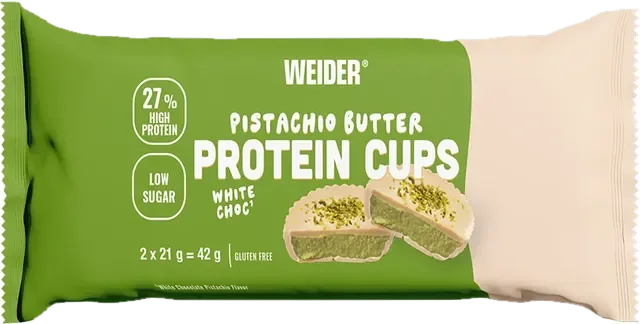 WEIDER®
27%
HIGH
PROTEIN
PISTACHIO BUTTER
PROTEIN CUPS
LOW
SUGAR
WHITE
CHOC¹
2 x 21 g = 42 g
GLUTEN FREE
¹White Chocolate Pistachio Flavor